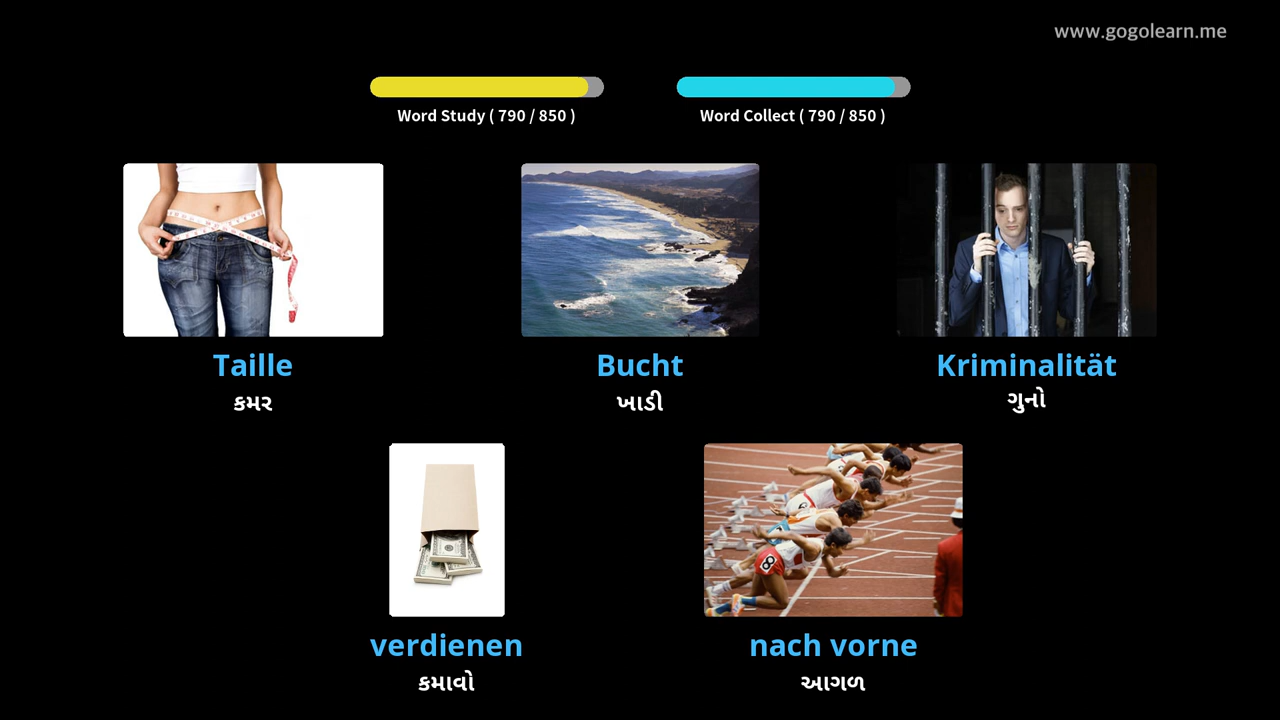 www.gogolearn.me
Word Study ( 790 / 850 )
Word Collect ( 790 / 850 )
Taille
Bucht
Kriminalität
કમર
ખાડી
ગુનો
8
verdienen
nach vorne
કમાવો
આગળ